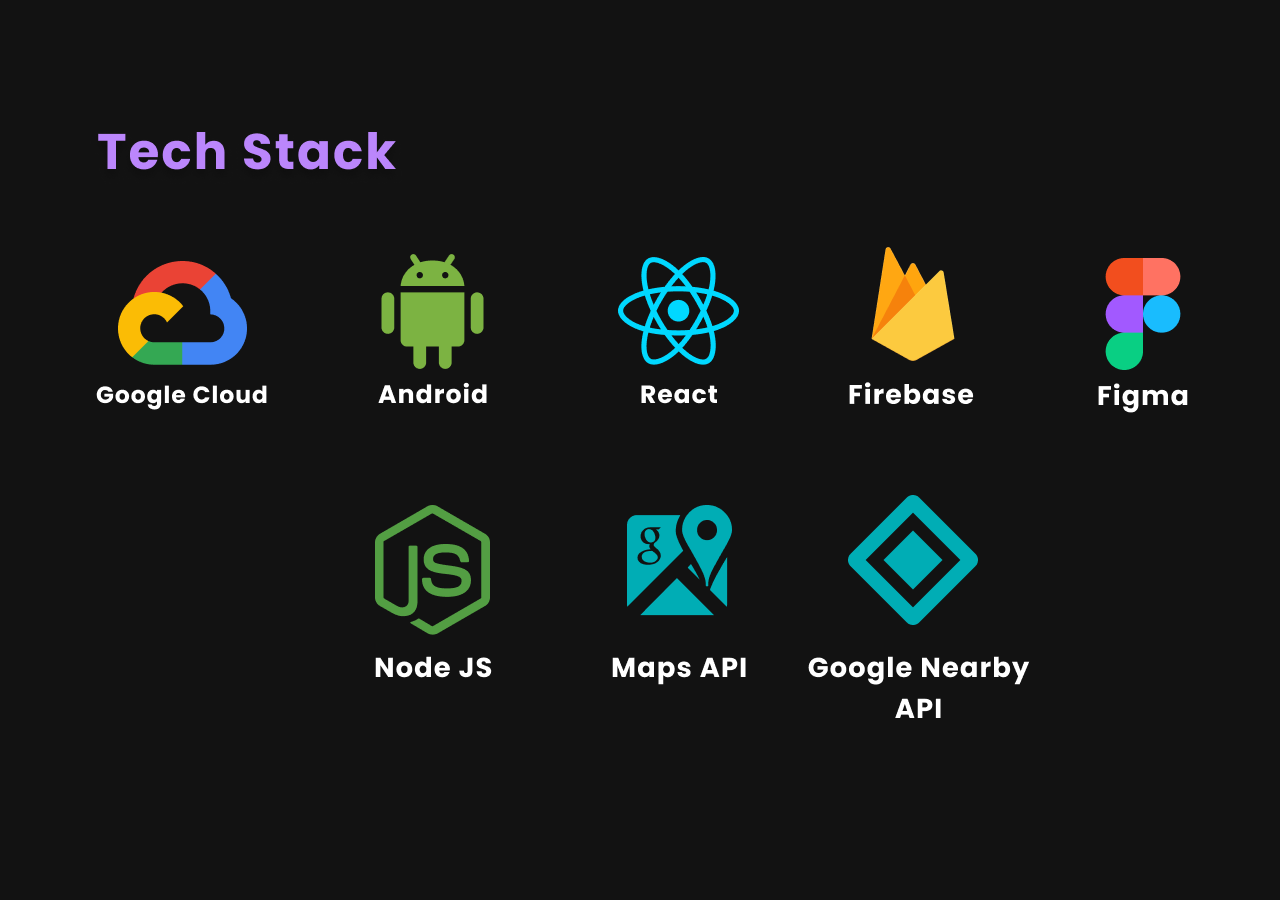 Tech Stack
Google Cloud
Android
React
Firebase
Figma
JS
g
Node JS
Maps API
Google Nearby
API